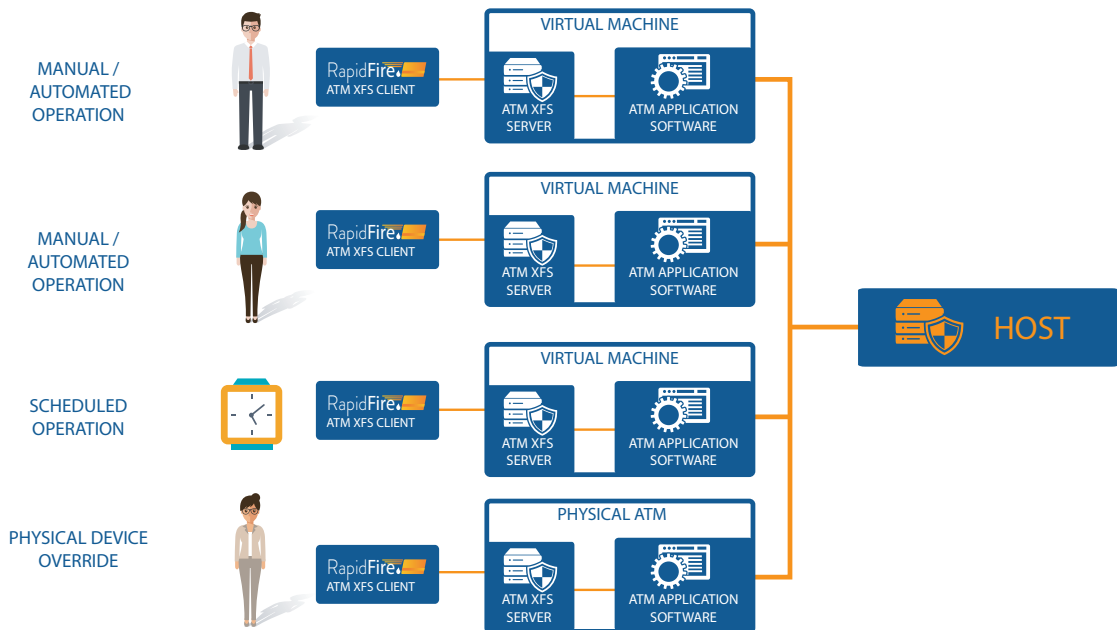 MANUAL /
AUTOMATED
OPERATION
RapidFire
ATM XFS CLIENT
VIRTUAL MACHINE
ATM XFS
SERVER
ATM APPLICATION
SOFTWARE
MANUAL /
AUTOMATED
OPERATION
RapidFire
ATM XFS CLIENT
VIRTUAL MACHINE
ATM XFS
SERVER
ATM APPLICATION
SOFTWARE
HOST
SCHEDULED
OPERATION
RapidFire
ATM XFS CLIENT
VIRTUAL MACHINE
ATM XFS
SERVER
ATM APPLICATION
SOFTWARE
PHYSICAL DEVICE
OVERRIDE
RapidFire
ATM XFS CLIENT
PHYSICAL ATM
ATM XFS
SERVER
ATM APPLICATION
SOFTWARE